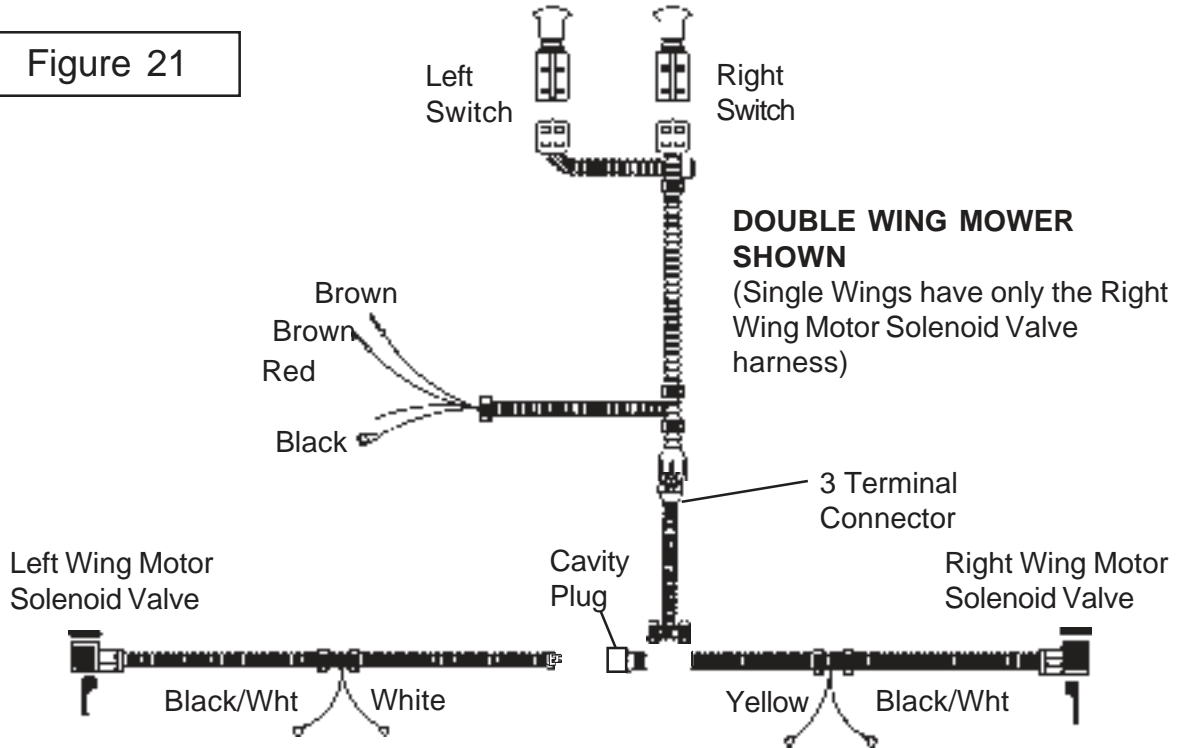 Figure 21
Left
Switch
Right
Switch
DOUBLE WING MOWER
SHOWN
(Single Wings have only the Right
Wing Motor Solenoid Valve
harness)
Brown
Brown
Red
Black
3 Terminal
Connector
Left Wing Motor
Solenoid Valve
Cavity
Plug
Right Wing Motor
Solenoid Valve
Black/Wht
White
Yellow
Black/Wht